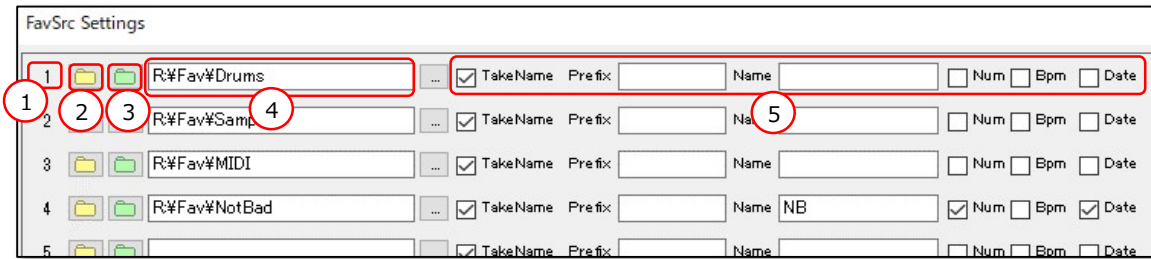 FavSrc Settings
1 R:¥Fav¥Drums ... TakeName Prefix Name Num Bpm Date
1 2 3 4 5
2 R:¥Fav¥Samp ... TakeName Prefix Na Num Bpm Date
3 R:¥Fav¥MIDI ... TakeName Prefix Name Num Bpm Date
4 R:¥Fav¥NotBad ... TakeName Prefix Name NB Num Bpm Date
5 ... TakeName Prefix Name Num Bpm Date